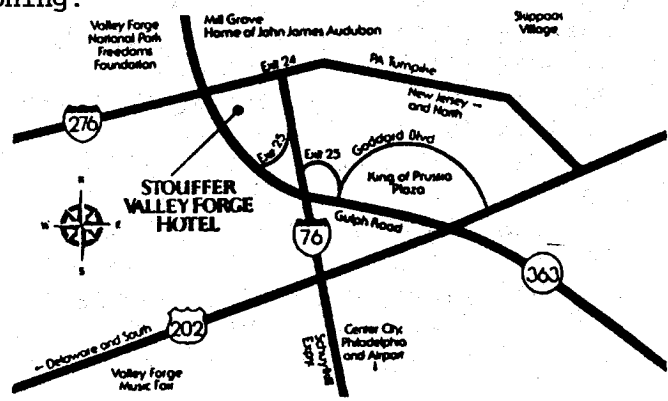 oning.
Valley Forge
National Park
Freedoms
Foundation
Mill Grove
Home of John James Audubon
Skippack
Village
Exit 24
PA Turnpike
New Jersey →
and North
276
Exit 25
Exit 25
Goddard Blvd
King of Prussia
Plaza
STOUFFER
VALLEY FORGE
HOTEL
N
W
E
S
76
Gulph Road
363
202
← Delaware and South
Valley Forge
Music Fair
Schuylkill
Expy.
Center City,
Philadelphia
and Airport
↓